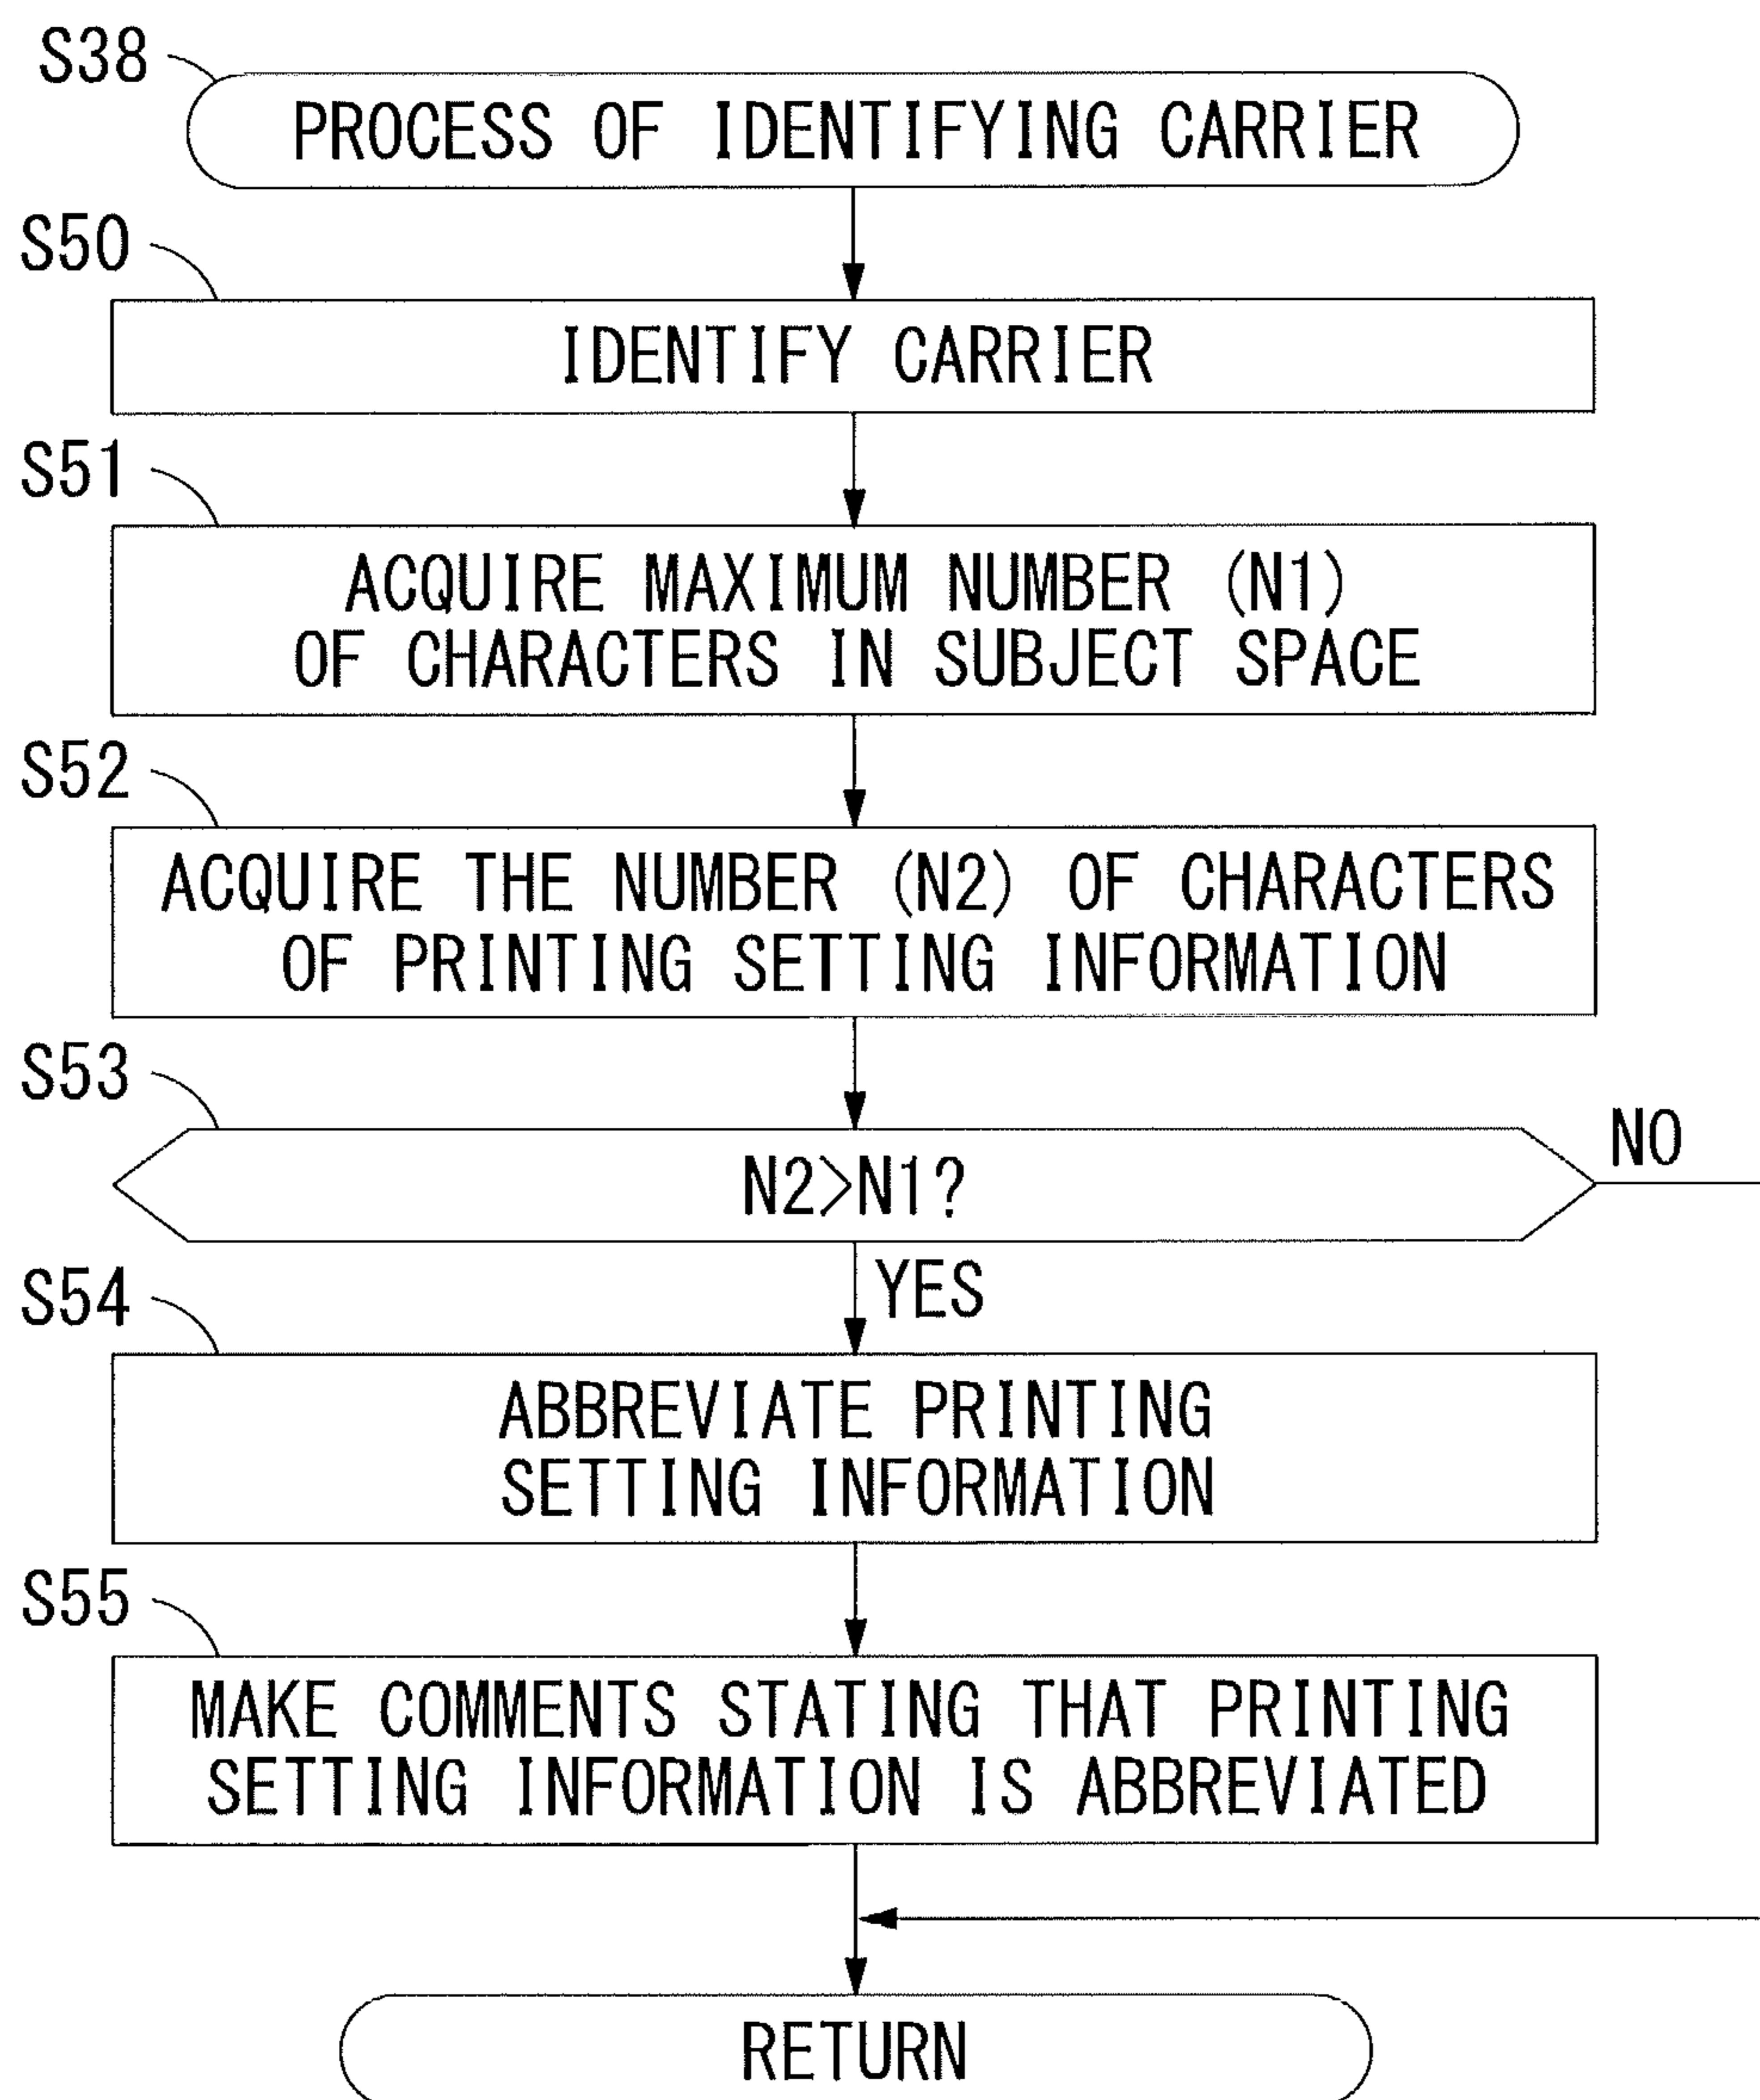 S38
PROCESS OF IDENTIFYING CARRIER
S50
IDENTIFY CARRIER
S51
ACQUIRE MAXIMUM NUMBER (N1)
OF CHARACTERS IN SUBJECT SPACE
S52
ACQUIRE THE NUMBER (N2) OF CHARACTERS
OF PRINTING SETTING INFORMATION
S53
N2>N1?
NO
YES
S54
ABBREVIATE PRINTING
SETTING INFORMATION
S55
MAKE COMMENTS STATING THAT PRINTING
SETTING INFORMATION IS ABBREVIATED
RETURN